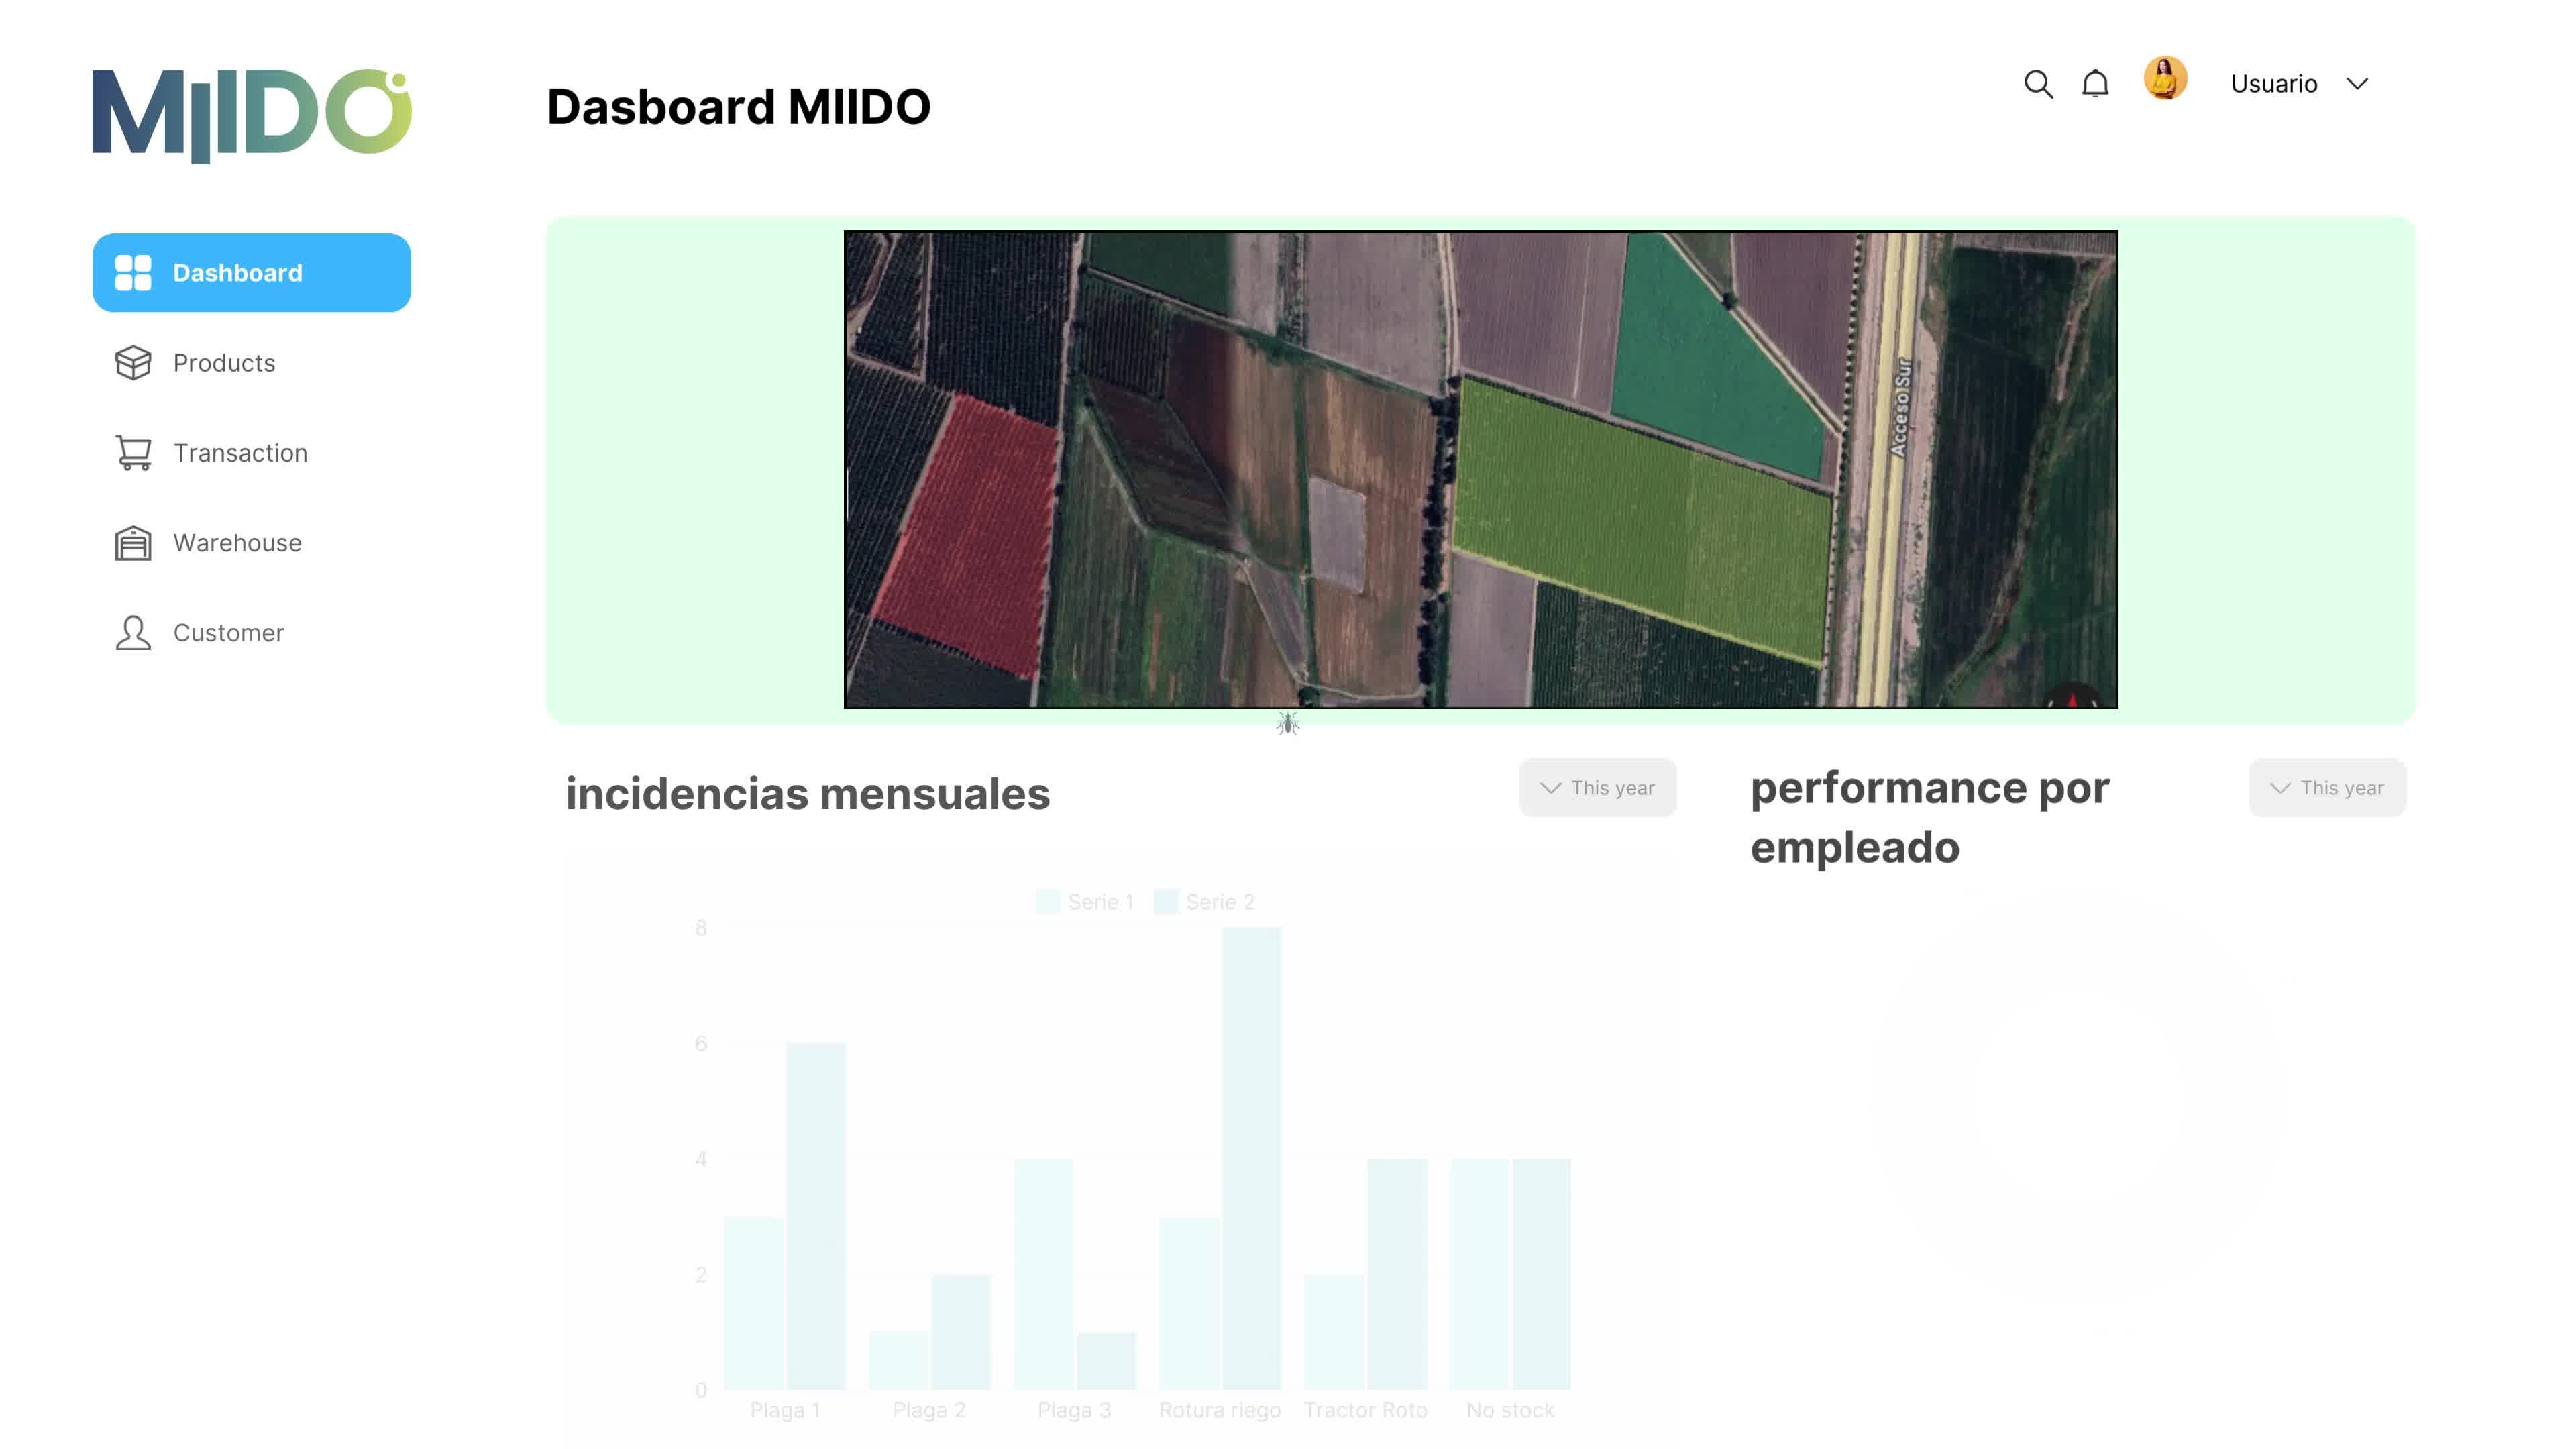 MIIDO
Dasboard MIIDO
Usuario
Dashboard
Products
Transaction
Warehouse
Customer
Acceso Sur
incidencias mensuales
This year
performance por
empleado
This year
Serie 1 Serie 2
8
6
4
2
0
Plaga 1 Plaga 2 Plaga 3 Rotura riego Tractor Roto No stock